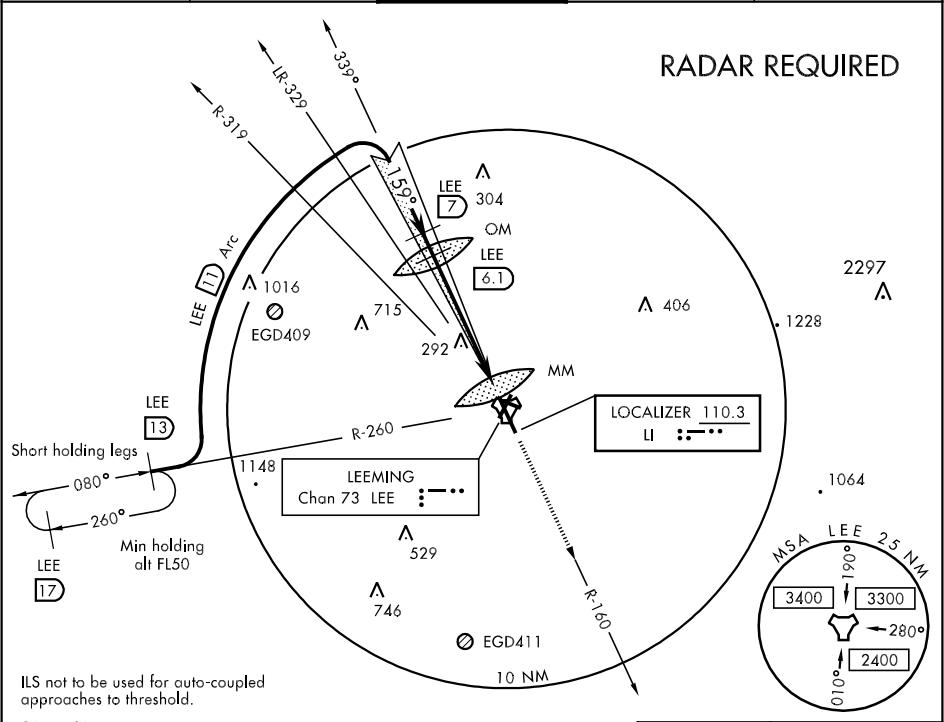 RADAR REQUIRED
339°
LR-329
R-319
159°
LEE
7
304
OM
LEE
6.1
LEE 11 Arc
1016
EGD409
715
292
406
2297
1228
MM
LEE
13
R-260
LOCALIZER 110.3
LI
Short holding legs
080°
260°
1148
LEEMING
Chan 73 LEE
1064
Min holding
alt FL50
LEE
17
529
746
EGD411
R-160
10 NM
MSA LEE 25 NM
190°
3400
3300
280°
2400
010°
ILS not to be used for auto-coupled
approaches to threshold.